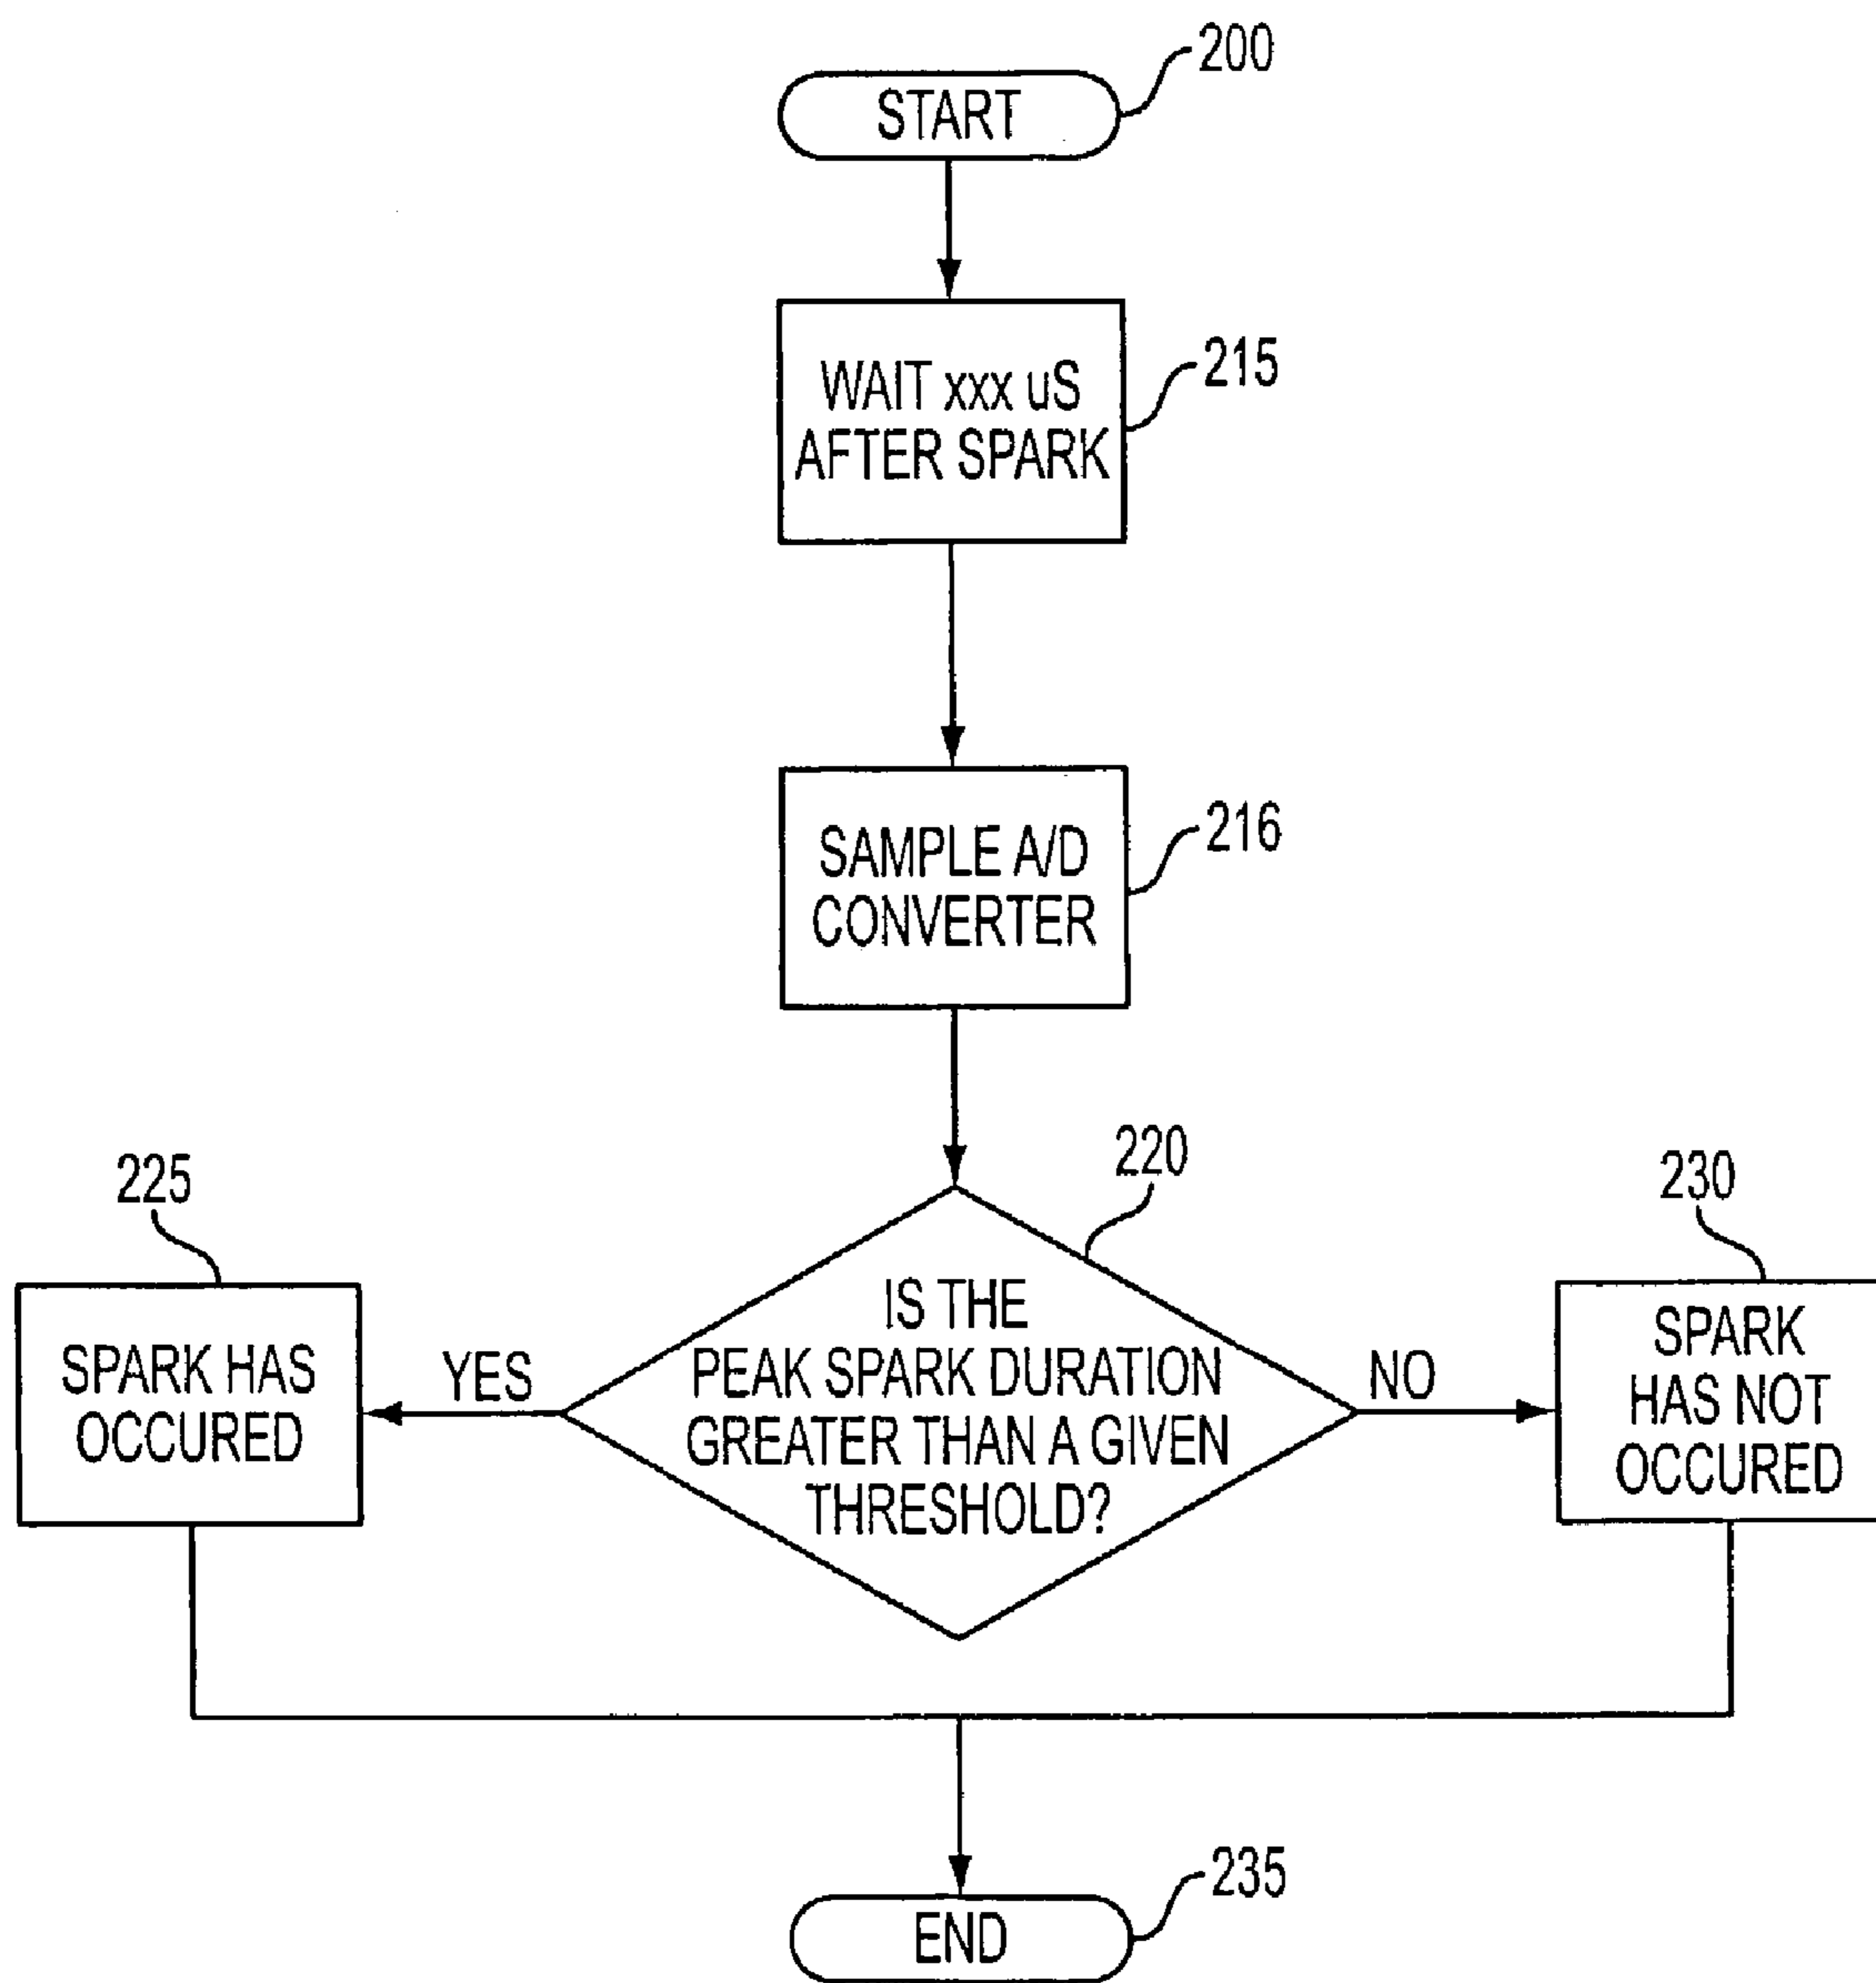 200
START
WAIT xxx uS
AFTER SPARK
215
SAMPLE A/D
CONVERTER
216
220
225
230
IS THE
PEAK SPARK DURATION
GREATER THAN A GIVEN
THRESHOLD?
YES
NO
SPARK HAS
OCCURED
SPARK
HAS NOT
OCCURED
235
END